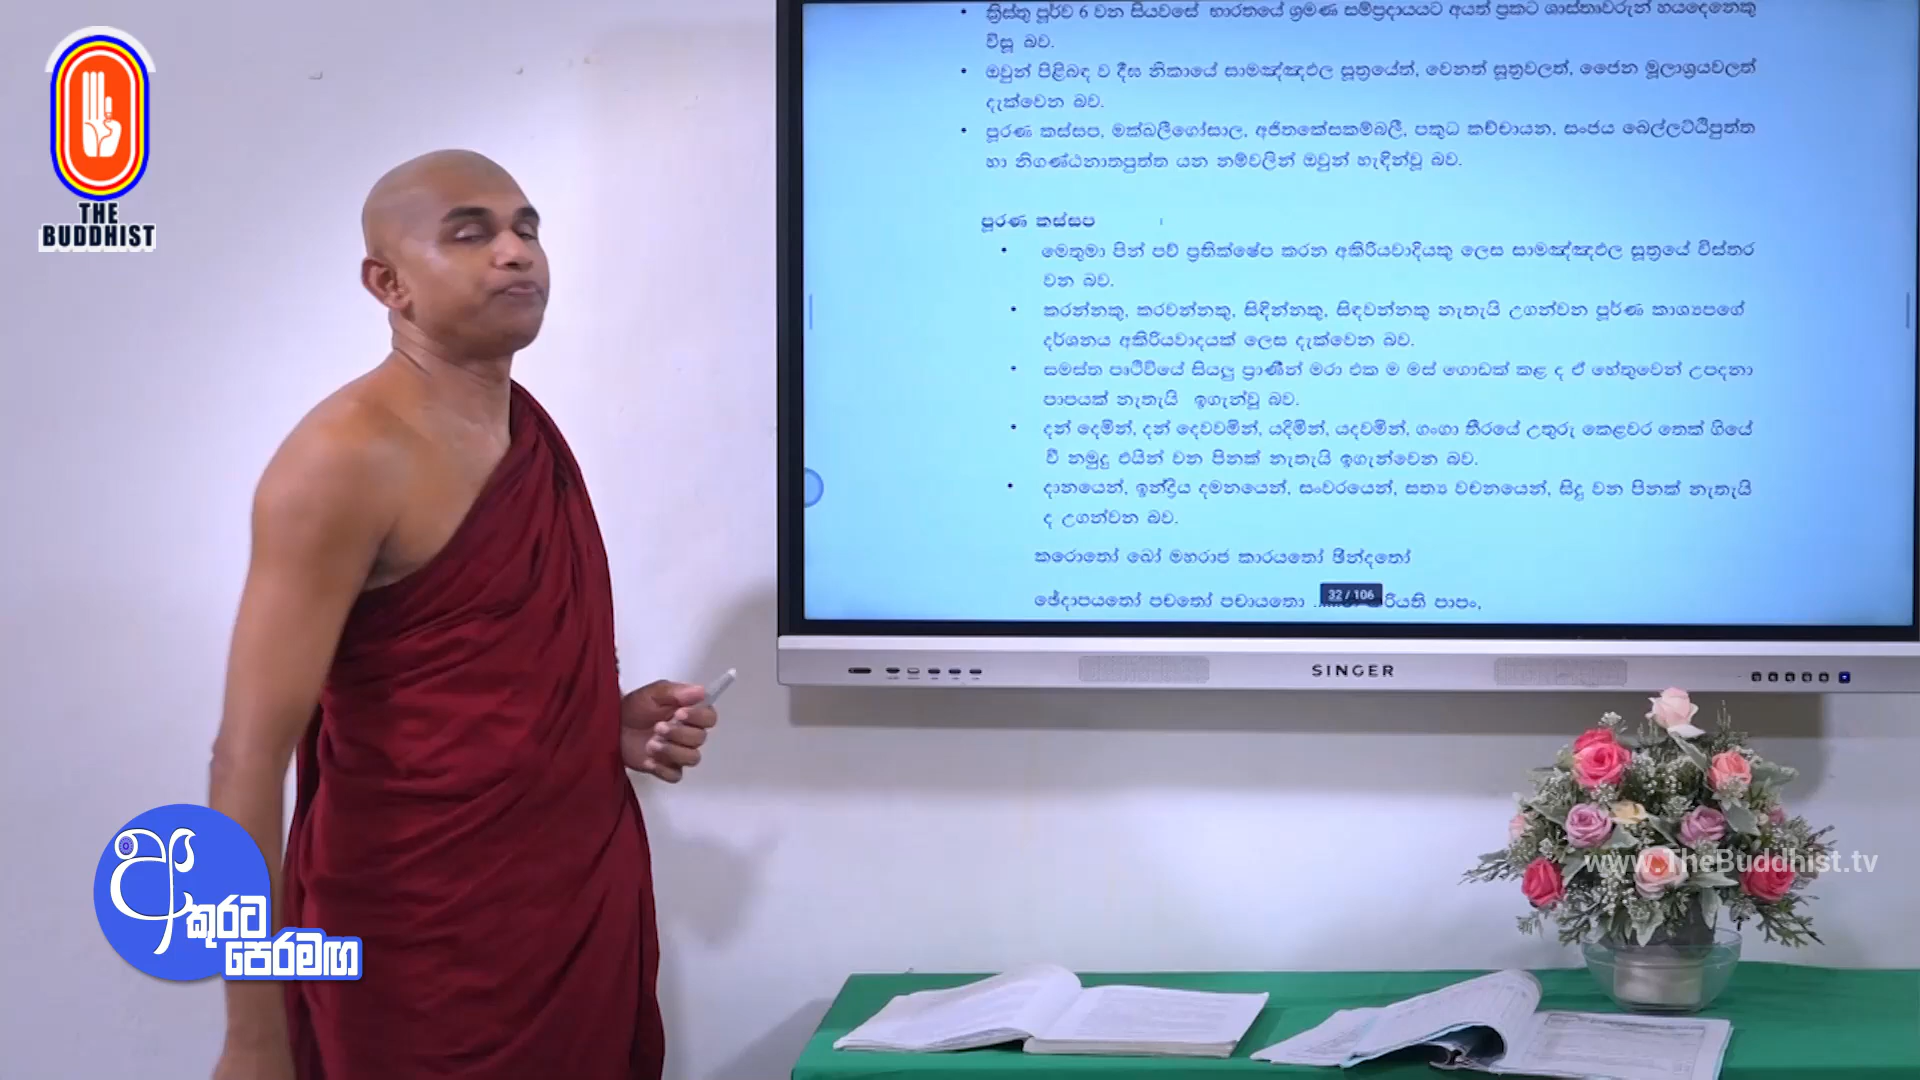 THE
BUDDHIST
ක්‍රිස්තු පූර්ව 6 වන සියවසේ භාරතයේ ශ්‍රමණ සම්ප්‍රදායයට අයත් ප්‍රකට ශාස්තාවරුන් හයදෙනෙකු
විසූ බව.
ඔවුන් පිළිබඳ ව දීඝ නිකායේ සාමඤ්ඤඵල සූත්‍රයේත්, වෙනත් සූත්‍රවලත්, ජෛන මූලාශ්‍රයවලත්
දැක්වෙන බව.
පූරණ කස්සප, මක්ඛලීගෝසාල, අජිතකේසකම්බලී, පකුධ කච්චායන, සංජය බෙල්ලට්ඨිපුත්ත
හා නිගණ්ඨනාතපුත්ත යන නම්වලින් ඔවුන් හැඳින්වූ බව.
පූරණ කස්සප
මෙතුමා පින් පව් ප්‍රතික්ෂේප කරන අකිරියවාදියකු ලෙස සාමඤ්ඤඵල සූත්‍රයේ විස්තර
වන බව.
කරන්නකු, කරවන්නකු, සිඳින්නකු, සිඳවන්නකු නැතැයි උගන්වන පූර්ණ කාශ්‍යපගේ
දර්ශනය අකිරියවාදයක් ලෙස දැක්වෙන බව.
සමස්ත පෘථිවියේ සියලු ප්‍රාණීන් මරා එක ම මස් ගොඩක් කළ ද ඒ හේතුවෙන් උපදනා
පාපයක් නැතැයි ඉගැන්වූ බව.
දන් දෙමින්, දන් දෙවවමින්, යදිමින්, යදවමින්, ගංගා තීරයේ උතුරු කෙළවර තෙක් ගියේ
වී නමුදු එයින් වන පිනක් නැතැයි ඉගැන්වෙන බව.
දානයෙන්, ඉන්ද්‍රිය දමනයෙන්, සංවරයෙන්, සත්‍ය වචනයෙන්, සිදු වන පිනක් නැතැයි
ද උගන්වන බව.
කරොතෝ ඛෝ මහරාජ කාරයතෝ ඡින්දතෝ
ඡේදාපයතෝ පචතෝ පචායතො ...... රියති පාපං,
32 / 106
SINGER
www.TheBuddhist.tv
අකුරට
පෙරමඟ